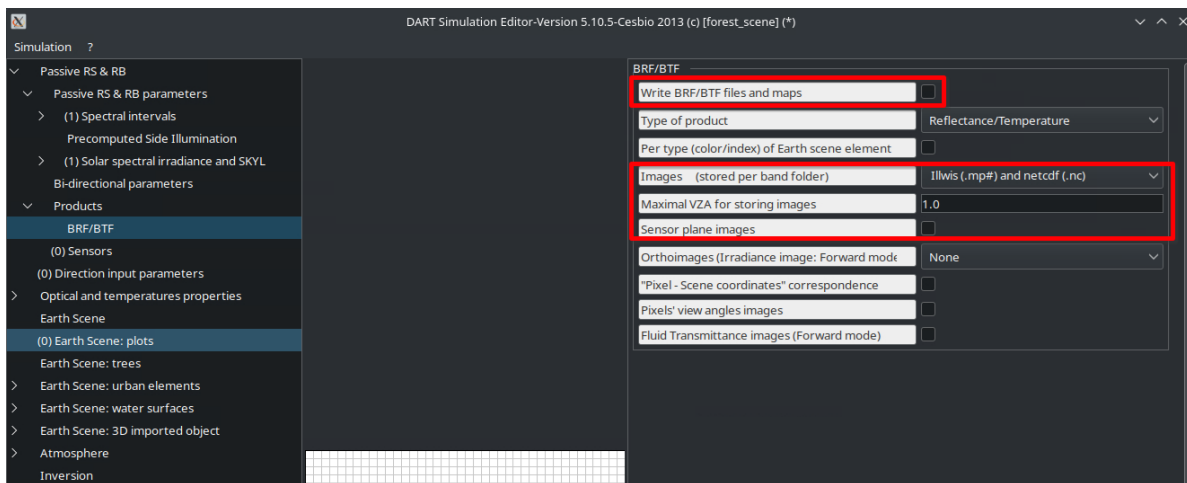 DART Simulation Editor-Version 5.10.5-Cesbio 2013 (c) [forest_scene] (*)
Simulation ?
Passive RS & RB
Passive RS & RB parameters
(1) Spectral intervals
Precomputed Side Illumination
(1) Solar spectral irradiance and SKYL
Bi-directional parameters
Products
BRF/BTF
(0) Sensors
(0) Direction input parameters
Optical and temperatures properties
Earth Scene
(0) Earth Scene: plots
Earth Scene: trees
Earth Scene: urban elements
Earth Scene: water surfaces
Earth Scene: 3D imported object
Atmosphere
Inversion
BRF/BTF
Write BRF/BTF files and maps
Type of product Reflectance/Temperature
Per type (color/index) of Earth scene element
Images (stored per band folder) Illwis (.mp#) and netcdf (.nc)
Maximal VZA for storing images 1.0
Sensor plane images
Orthoimages (Irradiance image: Forward mode None
"Pixel - Scene coordinates" correspondence
Pixels' view angles images
Fluid Transmittance images (Forward mode)